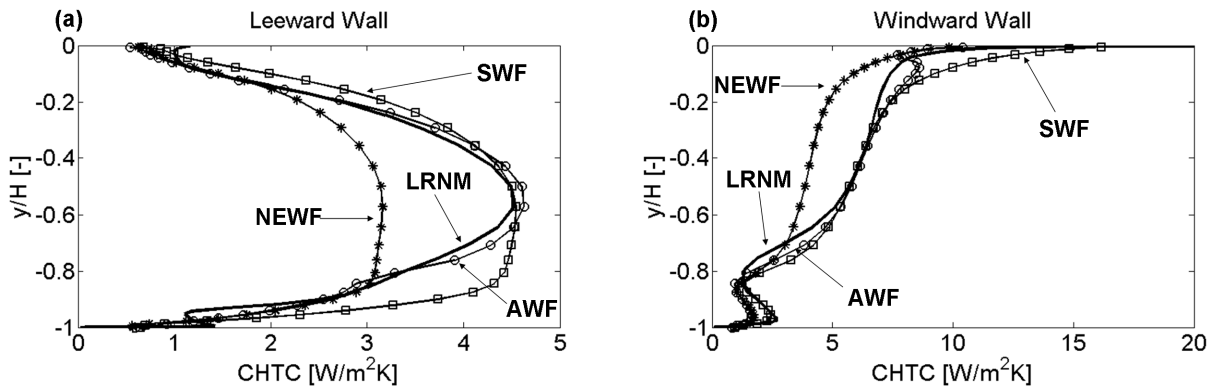 (a)
Leeward Wall
0
-0.2
-0.4
-0.6
-0.8
-1
y/H [-]
SWF
LRNM
NEWF
AWF
0 1 2 3 4 5
CHTC [W/m²K]
(b)
Windward Wall
0
-0.2
-0.4
-0.6
-0.8
-1
y/H [-]
NEWF
SWF
LRNM
AWF
0 5 10 15 20
CHTC [W/m²K]